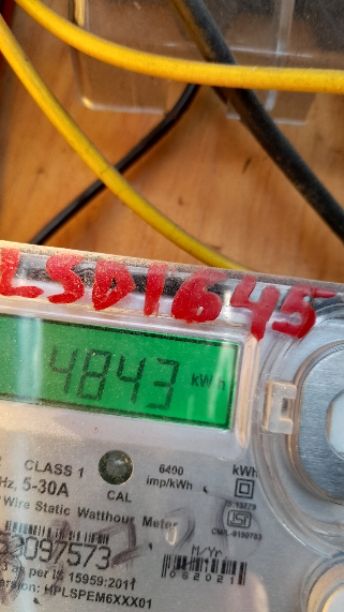 LSD1645
4843 kWh
CLASS 1
6400
imp/kWh
kWh
Hz, 5-30A
CAL
Wire Static Watthour Meter
097573
M/Yr
062021
as per IS 15959:2011
ersion: HPLSPEM6XXX01